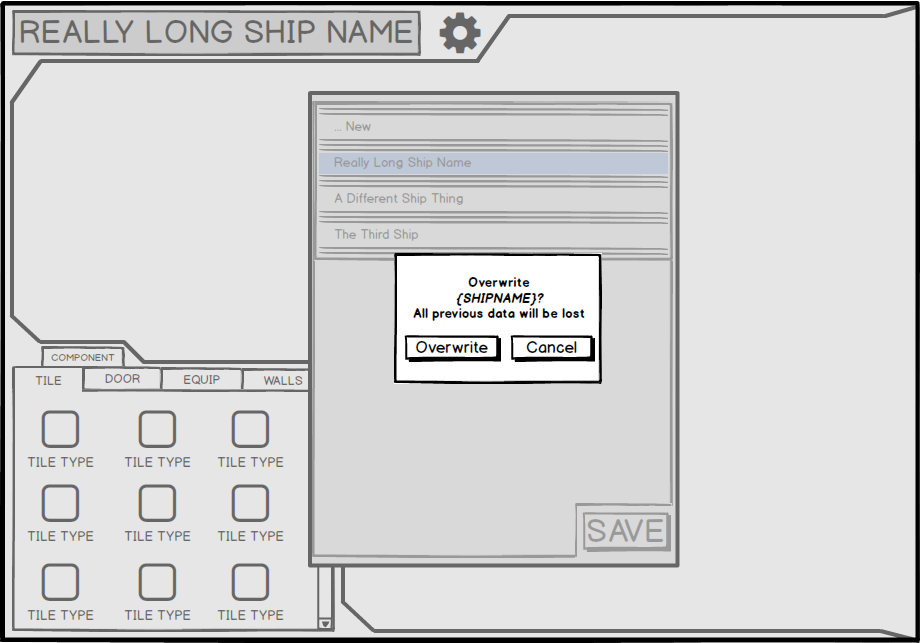 REALLY LONG SHIP NAME
... New
Really Long Ship Name
A Different Ship Thing
The Third Ship
Overwrite
{SHIPNAME}?
All previous data will be lost
Overwrite Cancel
SAVE
COMPONENT
TILE DOOR EQUIP WALLS
TILE TYPE TILE TYPE TILE TYPE
TILE TYPE TILE TYPE TILE TYPE
TILE TYPE TILE TYPE TILE TYPE